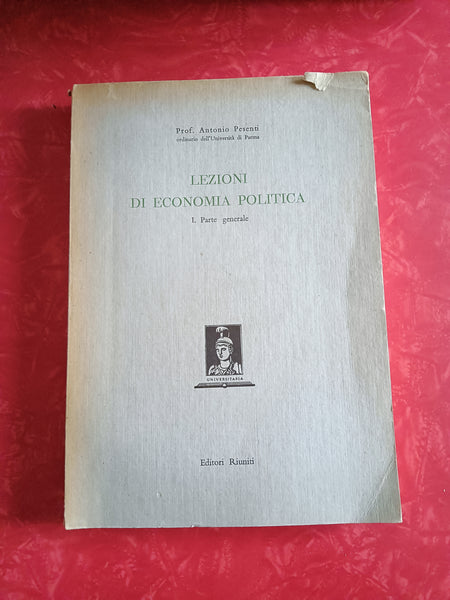 Prof. Antonio Pesenti
ordinario dell'Università di Parma
LEZIONI
DI ECONOMIA POLITICA
I. Parte generale
UNIVERSITARIA
Editori Riuniti